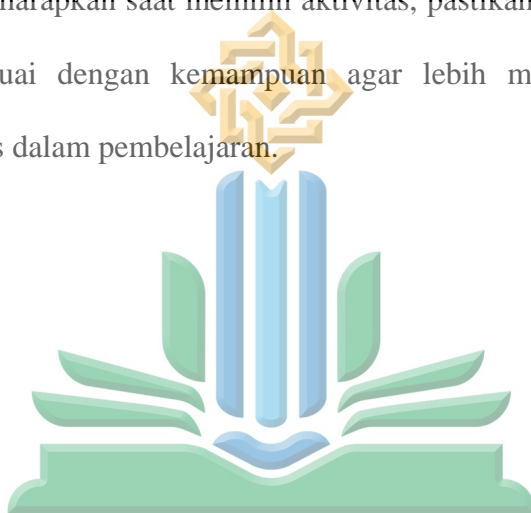 harapkan saat memilih aktivitas, pastikan
uai dengan kemampuan agar lebih m
s dalam pembelajaran.